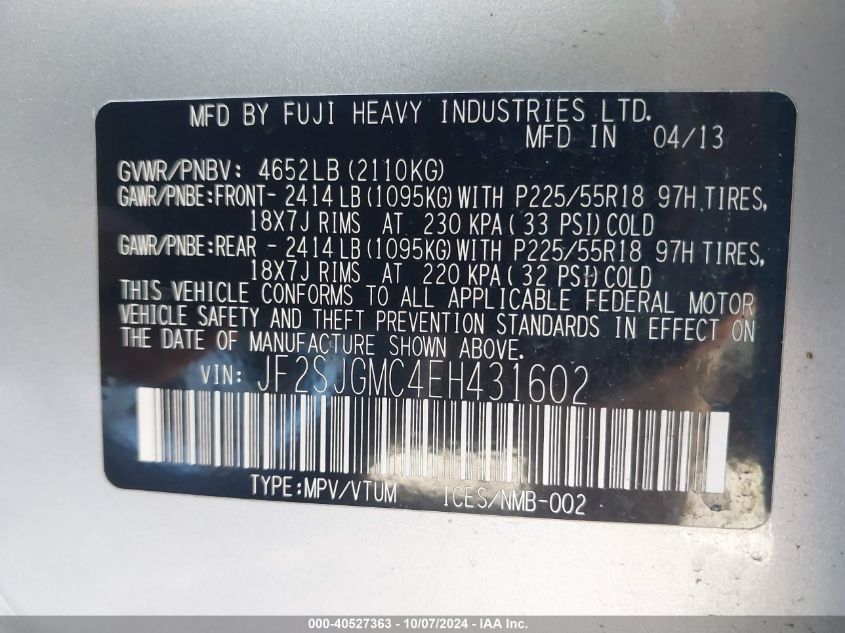 MFD BY FUJI HEAVY INDUSTRIES LTD.
MFD IN 04/13
GVWR/PNBV: 4652LB(2110KG)
GAWR/PNBE:FRONT- 2414LB(1095KG)WITH P225/55R18 97H TIRES,
18X7J RIMS AT 230 KPA( 33 PSI)COLD
GAWR/PNBE:REAR - 2414LB(1095KG)WITH P225/55R18 97H TIRES,
18X7J RIMS AT 220 KPA( 32 PSI)COLD
THIS VEHICLE CONFORMS TO ALL APPLICABLE FEDERAL MOTOR
VEHICLE SAFETY AND THEFT PREVENTION STANDARDS IN EFFECT ON
THE DATE OF MANUFACTURE SHOWN ABOVE.
VIN: JF2SJGMC4EH431602
TYPE:MPV/VTUM ICES/NMB-002
000-40527363 - 10/07/2024 - 0000 - IAA, Inc.